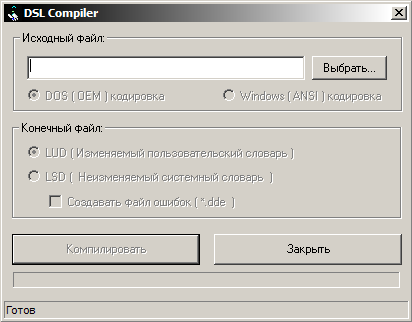 DSL Compiler
Исходный файл:
Выбрать...
DOS ( OEM ) кодировка Windows ( ANSI ) кодировка
Конечный файл:
LUD ( Изменяемый пользовательский словарь )
LSD ( Неизменяемый системный словарь )
Создавать файл ошибок ( *.dde )
Компилировать Закрыть
Готов